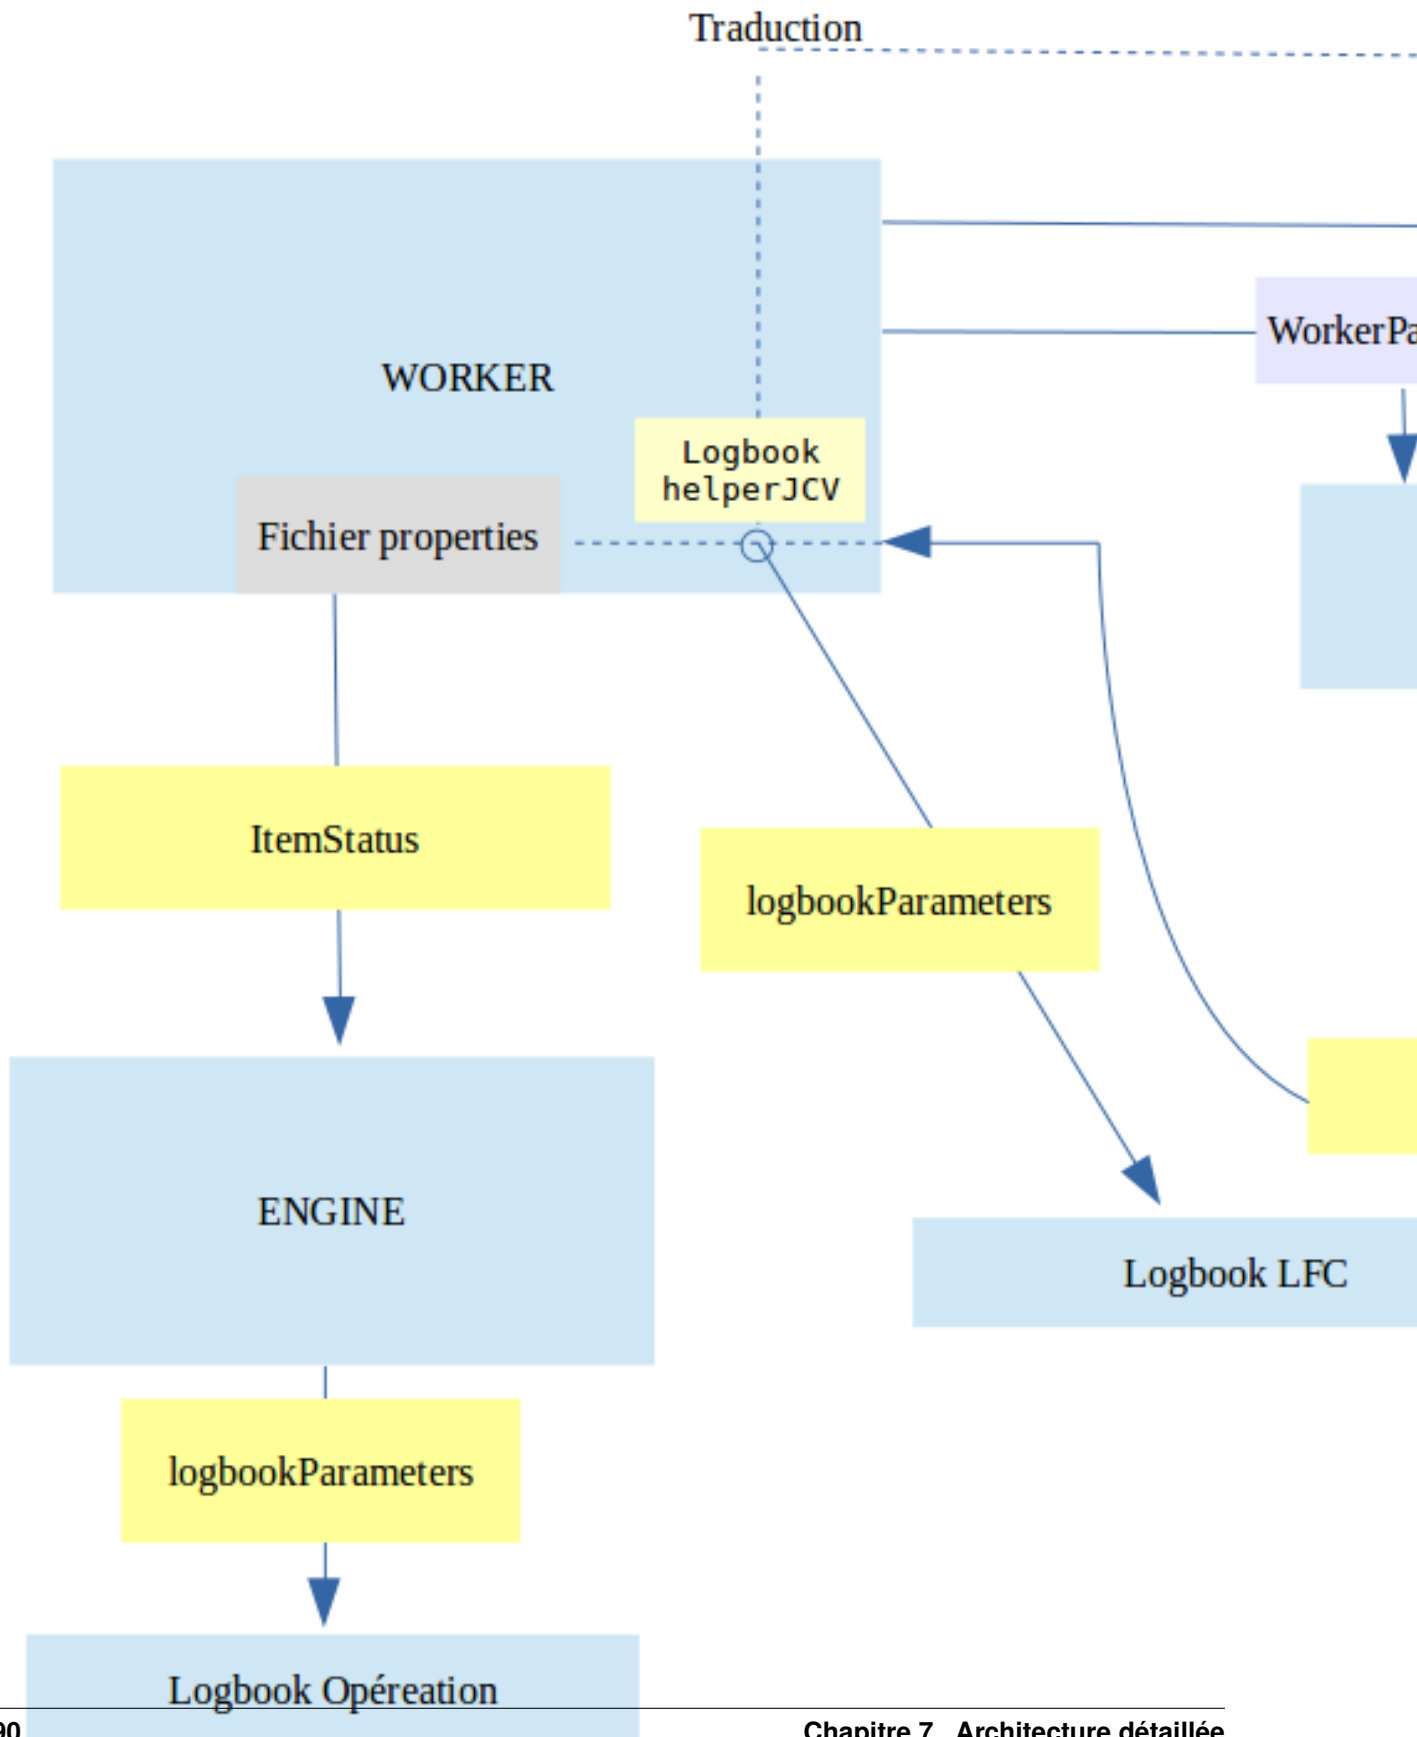 Traduction
WORKER
WorkerPa
Logbook
helperJCV
Fichier properties
ItemStatus
logbookParameters
ENGINE
Logbook LFC
logbookParameters
Logbook Opéreation
90
Chapitre 7. Architecture détaillée